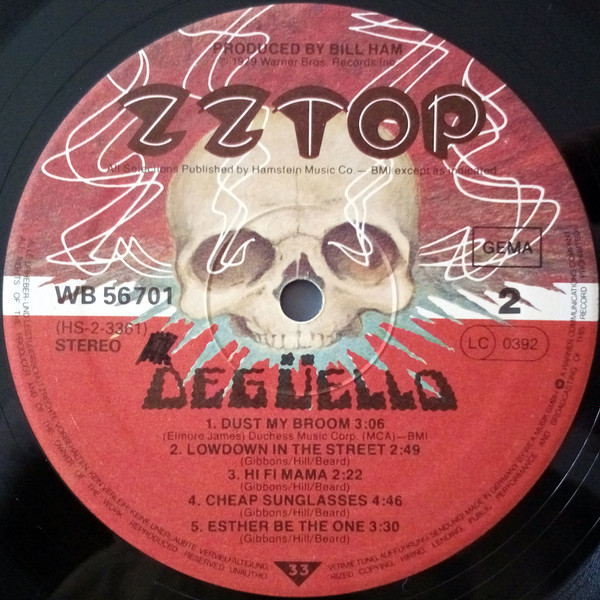 PRODUCED BY BILL HAM
℗ 1979 Warner Bros. Records Inc.
ZZ TOP
All Selections Published by Hamstein Music Co. — BMI except as indicated
GEMA
WB 56701
2
(HS-2-3361)
STEREO
LC 0392
DEGÜELLO
1. DUST MY BROOM 3:06
(Elmore James) Duchess Music Corp. (MCA)—BMI
2. LOWDOWN IN THE STREET 2:49
(Gibbons/Hill/Beard)
3. HI FI MAMA 2:22
(Gibbons/Hill/Beard)
4. CHEAP SUNGLASSES 4:46
(Gibbons/Hill/Beard)
5. ESTHER BE THE ONE 3:30
(Gibbons/Hill/Beard)
33